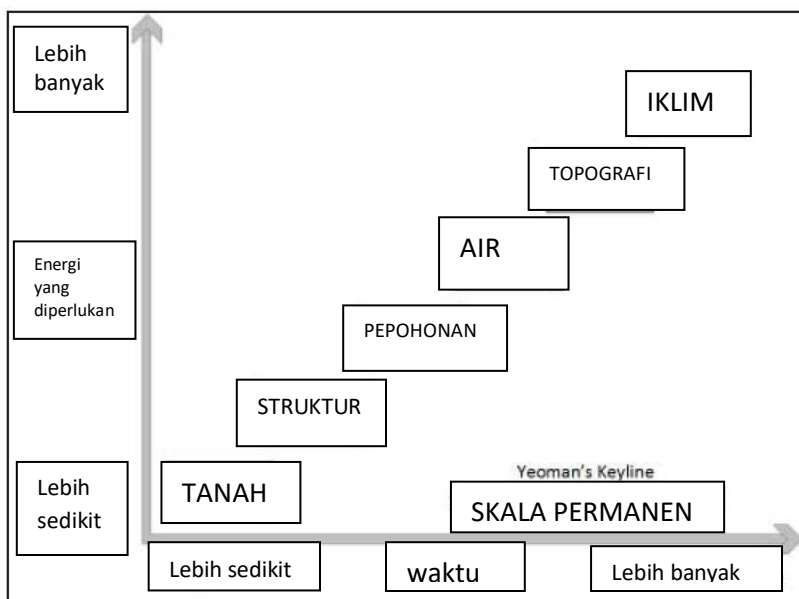 Lebih
banyak
IKLIM
TOPOGRAFI
AIR
Energi
yang
diperlukan
PEPOHONAN
STRUKTUR
Lebih
sedikit
TANAH
Yeoman's Keyline
SKALA PERMANEN
Lebih sedikit
waktu
Lebih banyak